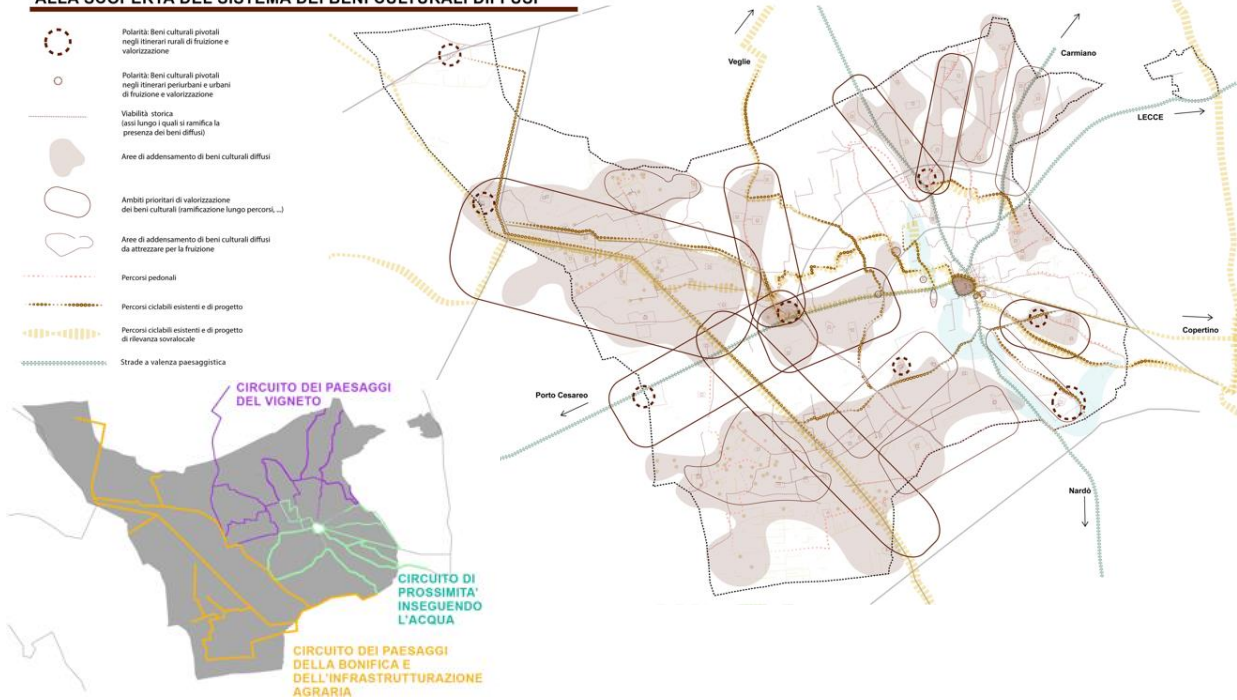 ALLA SCOPERTA DEL SISTEMA DEI BENI CULTURALI DIFFUSI
Polarità: Beni culturali pivotali
negli itinerari rurali di fruizione e
valorizzazione
Polarità: Beni culturali pivotali
negli itinerari periurbani e urbani
di fruizione e valorizzazione
Viabilità storica
(assi lungo i quali si ramifica la
presenza dei beni diffusi)
Aree di addensamento di beni culturali diffusi
Ambiti prioritari di valorizzazione
dei beni culturali (ramificazione lungo percorsi, ...)
Aree di addensamento di beni culturali diffusi
da attrezzare per la fruizione
Percorsi pedonali
Percorsi ciclabili esistenti e di progetto
Percorsi ciclabili esistenti e di progetto
di rilevanza sovralocale
Strade a valenza paesaggistica
Veglie
Carmiano
LECCE
Copertino
Porto Cesareo
Nardò
CIRCUITO DEI PAESAGGI
DEL VIGNETO
CIRCUITO DI
PROSSIMITA'
INSEGUENDO
L'ACQUA
CIRCUITO DEI PAESAGGI
DELLA BONIFICA E
DELL'INFRASTRUTTURAZIONE
AGRARIA